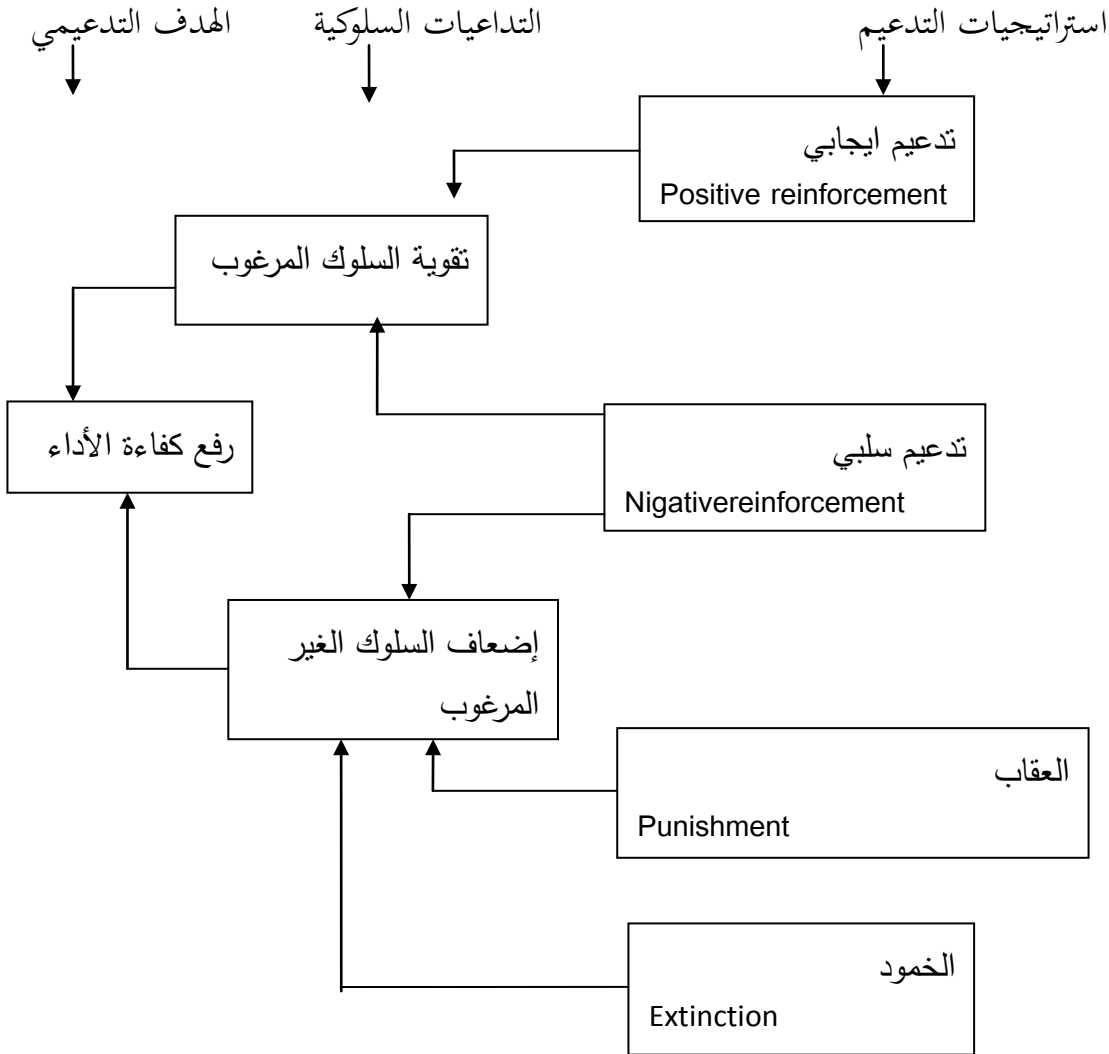 استراتيجيات التدعيم
التداعيات السلوكية
الهدف التدعيمي
تدعيم ايجابي
Positive reinforcement
تقوية السلوك المرغوب
رفع كفاءة الأداء
تدعيم سلبي
Nigativereinforcement
إضعاف السلوك الغير
المرغوب
العقاب
Punishment
الخمود
Extinction